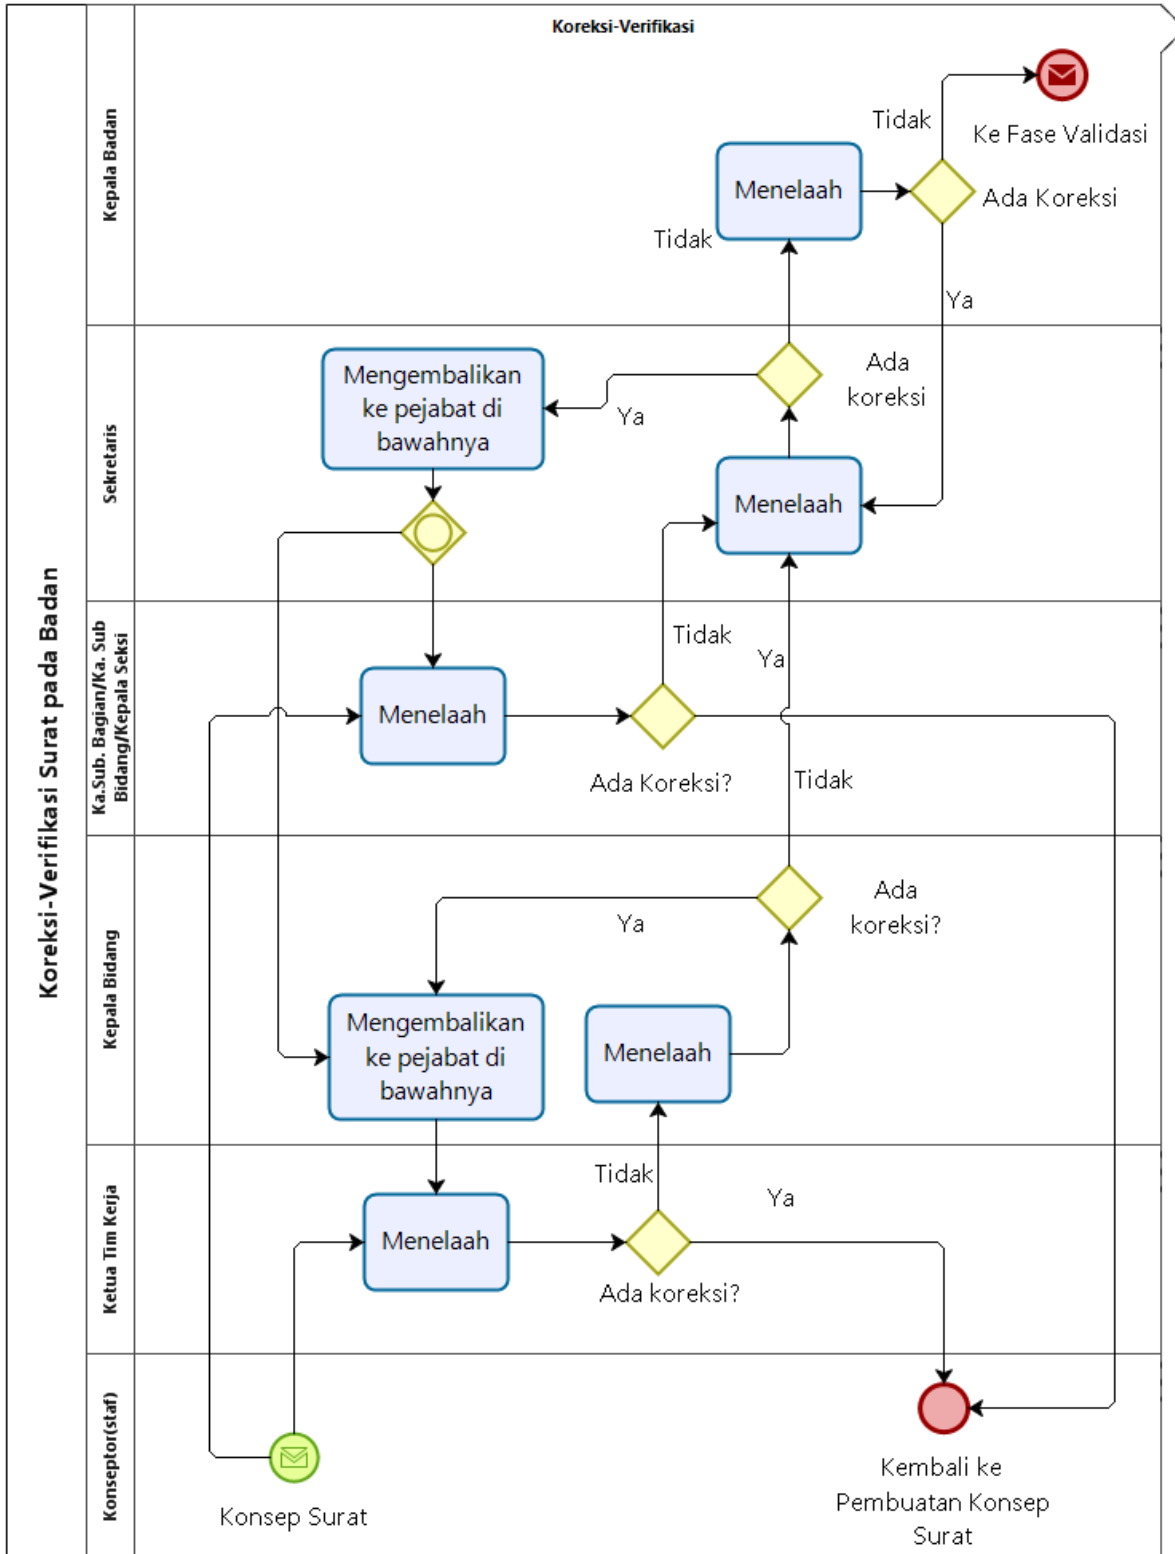 Koreksi-Verifikasi Surat pada Badan
Koreksi-Verifikasi
Kepala Badan
Tidak
Ke Fase Validasi
Menelaah
Ada Koreksi
Tidak
Ya
Sekretaris
Mengembalikan
ke pejabat di
bawahnya
Ya
Ada
koreksi
Menelaah
Ka.Sub. Bagian/Ka. Sub
Bidang/Kepala Seksi
Tidak
Ya
Menelaah
Ada Koreksi?
Tidak
Kepala Bidang
Ada
koreksi?
Ya
Mengembalikan
ke pejabat di
bawahnya
Menelaah
Ketua Tim Kerja
Tidak
Ya
Menelaah
Ada koreksi?
Konseptor(staf)
Konsep Surat
Kembali ke
Pembuatan Konsep
Surat